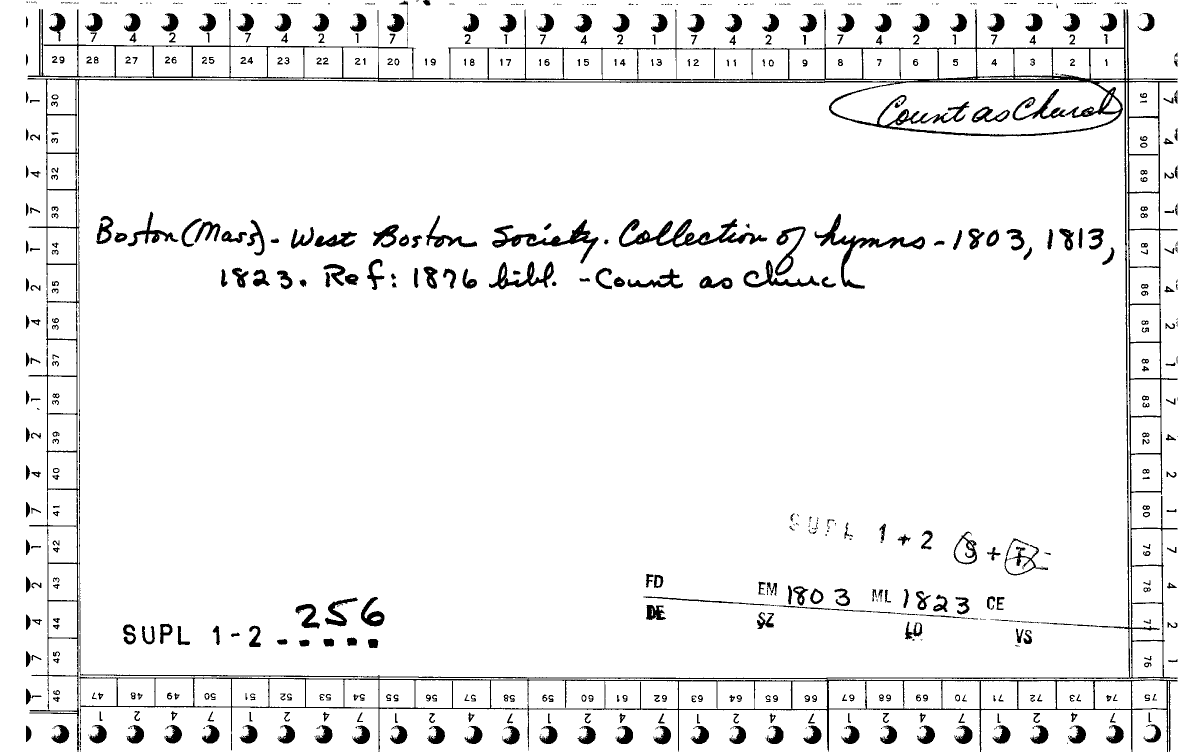 7 4 2 1 7 4 2 1 7 2 1 7 4 2 1 7 4 2 1 7 4 2 1 7 4 2 1
29 28 27 26 25 24 23 22 21 20 19 18 17 16 15 14 13 12 11 10 9 8 7 6 5 4 3 2 1
Count as Church
Boston (Mass) - West Boston Society. Collection of hymns - 1803, 1813,
1823. Ref: 1876 bibl. - Count as Church
30 31 32 33 34 35 36 37 38 39 40 41 42 43 44 45 46
91 90 89 88 87 86 85 84 83 82 81 80 79 78 77 76 75
SUPL 1 + 2 S + T
FD EM 1803 ML 1823 CE
DE SZ LO VS
256
SUPL 1-2
47 48 49 50 51 52 53 54 55 56 57 58 59 60 61 62 63 64 65 66 67 68 69 70 71 72 73 74
1 2 4 7 1 2 4 7 1 2 4 7 1 2 4 7 1 2 4 7 1 2 4 7 1 2 4 7